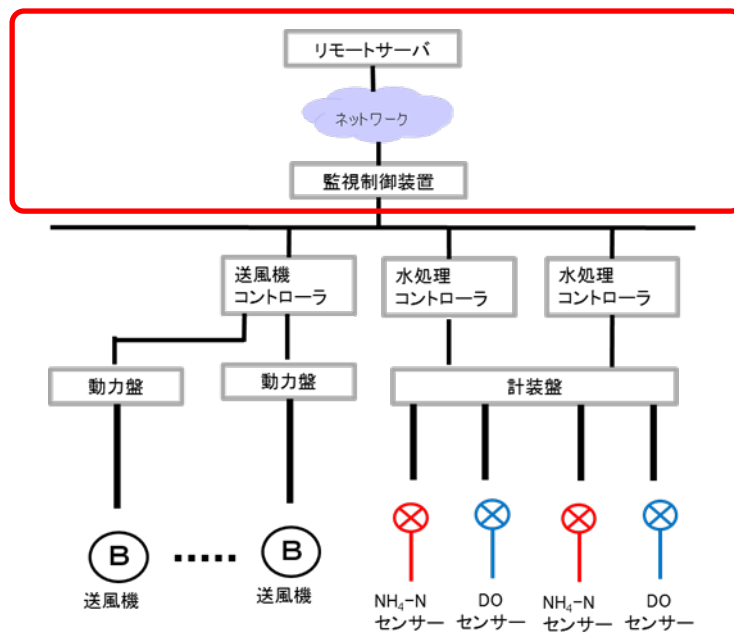 リモートサーバ
ネットワーク
監視制御装置
送風機
コントローラ
水処理
コントローラ
水処理
コントローラ
動力盤
動力盤
計装盤
B
B
送風機
送風機
NH₄-N
センサー
DO
センサー
NH₄-N
センサー
DO
センサー